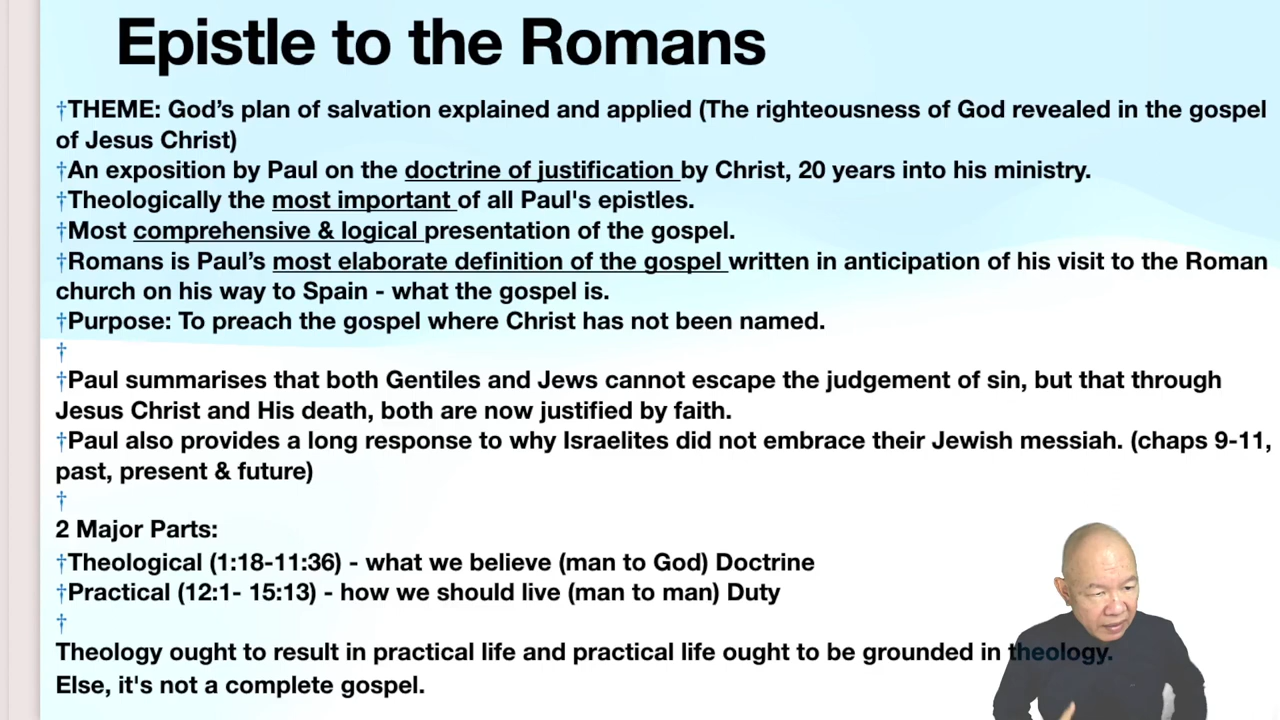 Epistle to the Romans
†THEME: God’s plan of salvation explained and applied (The righteousness of God revealed in the gospel
of Jesus Christ)
†An exposition by Paul on the doctrine of justification by Christ, 20 years into his ministry.
†Theologically the most important of all Paul's epistles.
†Most comprehensive & logical presentation of the gospel.
†Romans is Paul’s most elaborate definition of the gospel written in anticipation of his visit to the Roman
church on his way to Spain - what the gospel is.
†Purpose: To preach the gospel where Christ has not been named.
†
†Paul summarises that both Gentiles and Jews cannot escape the judgement of sin, but that through
Jesus Christ and His death, both are now justified by faith.
†Paul also provides a long response to why Israelites did not embrace their Jewish messiah. (chaps 9-11,
past, present & future)
†
2 Major Parts:
†Theological (1:18-11:36) - what we believe (man to God) Doctrine
†Practical (12:1- 15:13) - how we should live (man to man) Duty
†
Theology ought to result in practical life and practical life ought to be grounded in theology.
Else, it's not a complete gospel.